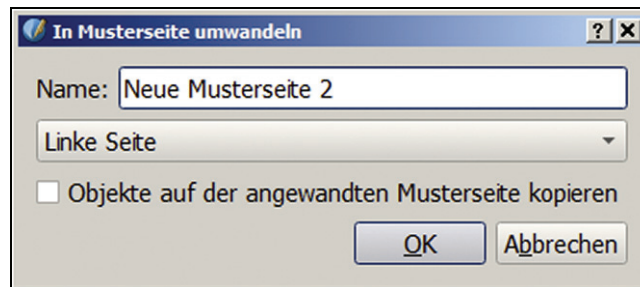 In Musterseite umwandeln
Name: Neue Musterseite 2
Linke Seite
Objekte auf der angewandten Musterseite kopieren
OK Abbrechen